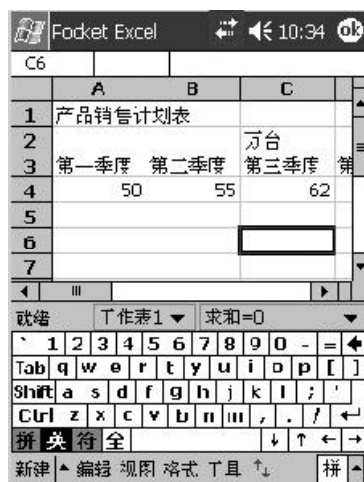 Focket Excel 10:34 ok
C6
A B C
1 产品销售计划表
2 万台
3 第一季度 第二季度 第三季度 第
4 50 55 62
5
6
7
就绪 工作表1 求和=0
` 1 2 3 4 5 6 7 8 9 0 - =
Tab q w e r t y u i o p [ ]
Shift a s d f g h j k l ; '
Ctrl z x c v b n m , . /
拼 英 符 全 ↓ ↑ ← →
新建 编辑 视图 格式 工具 ↑↓ 拼